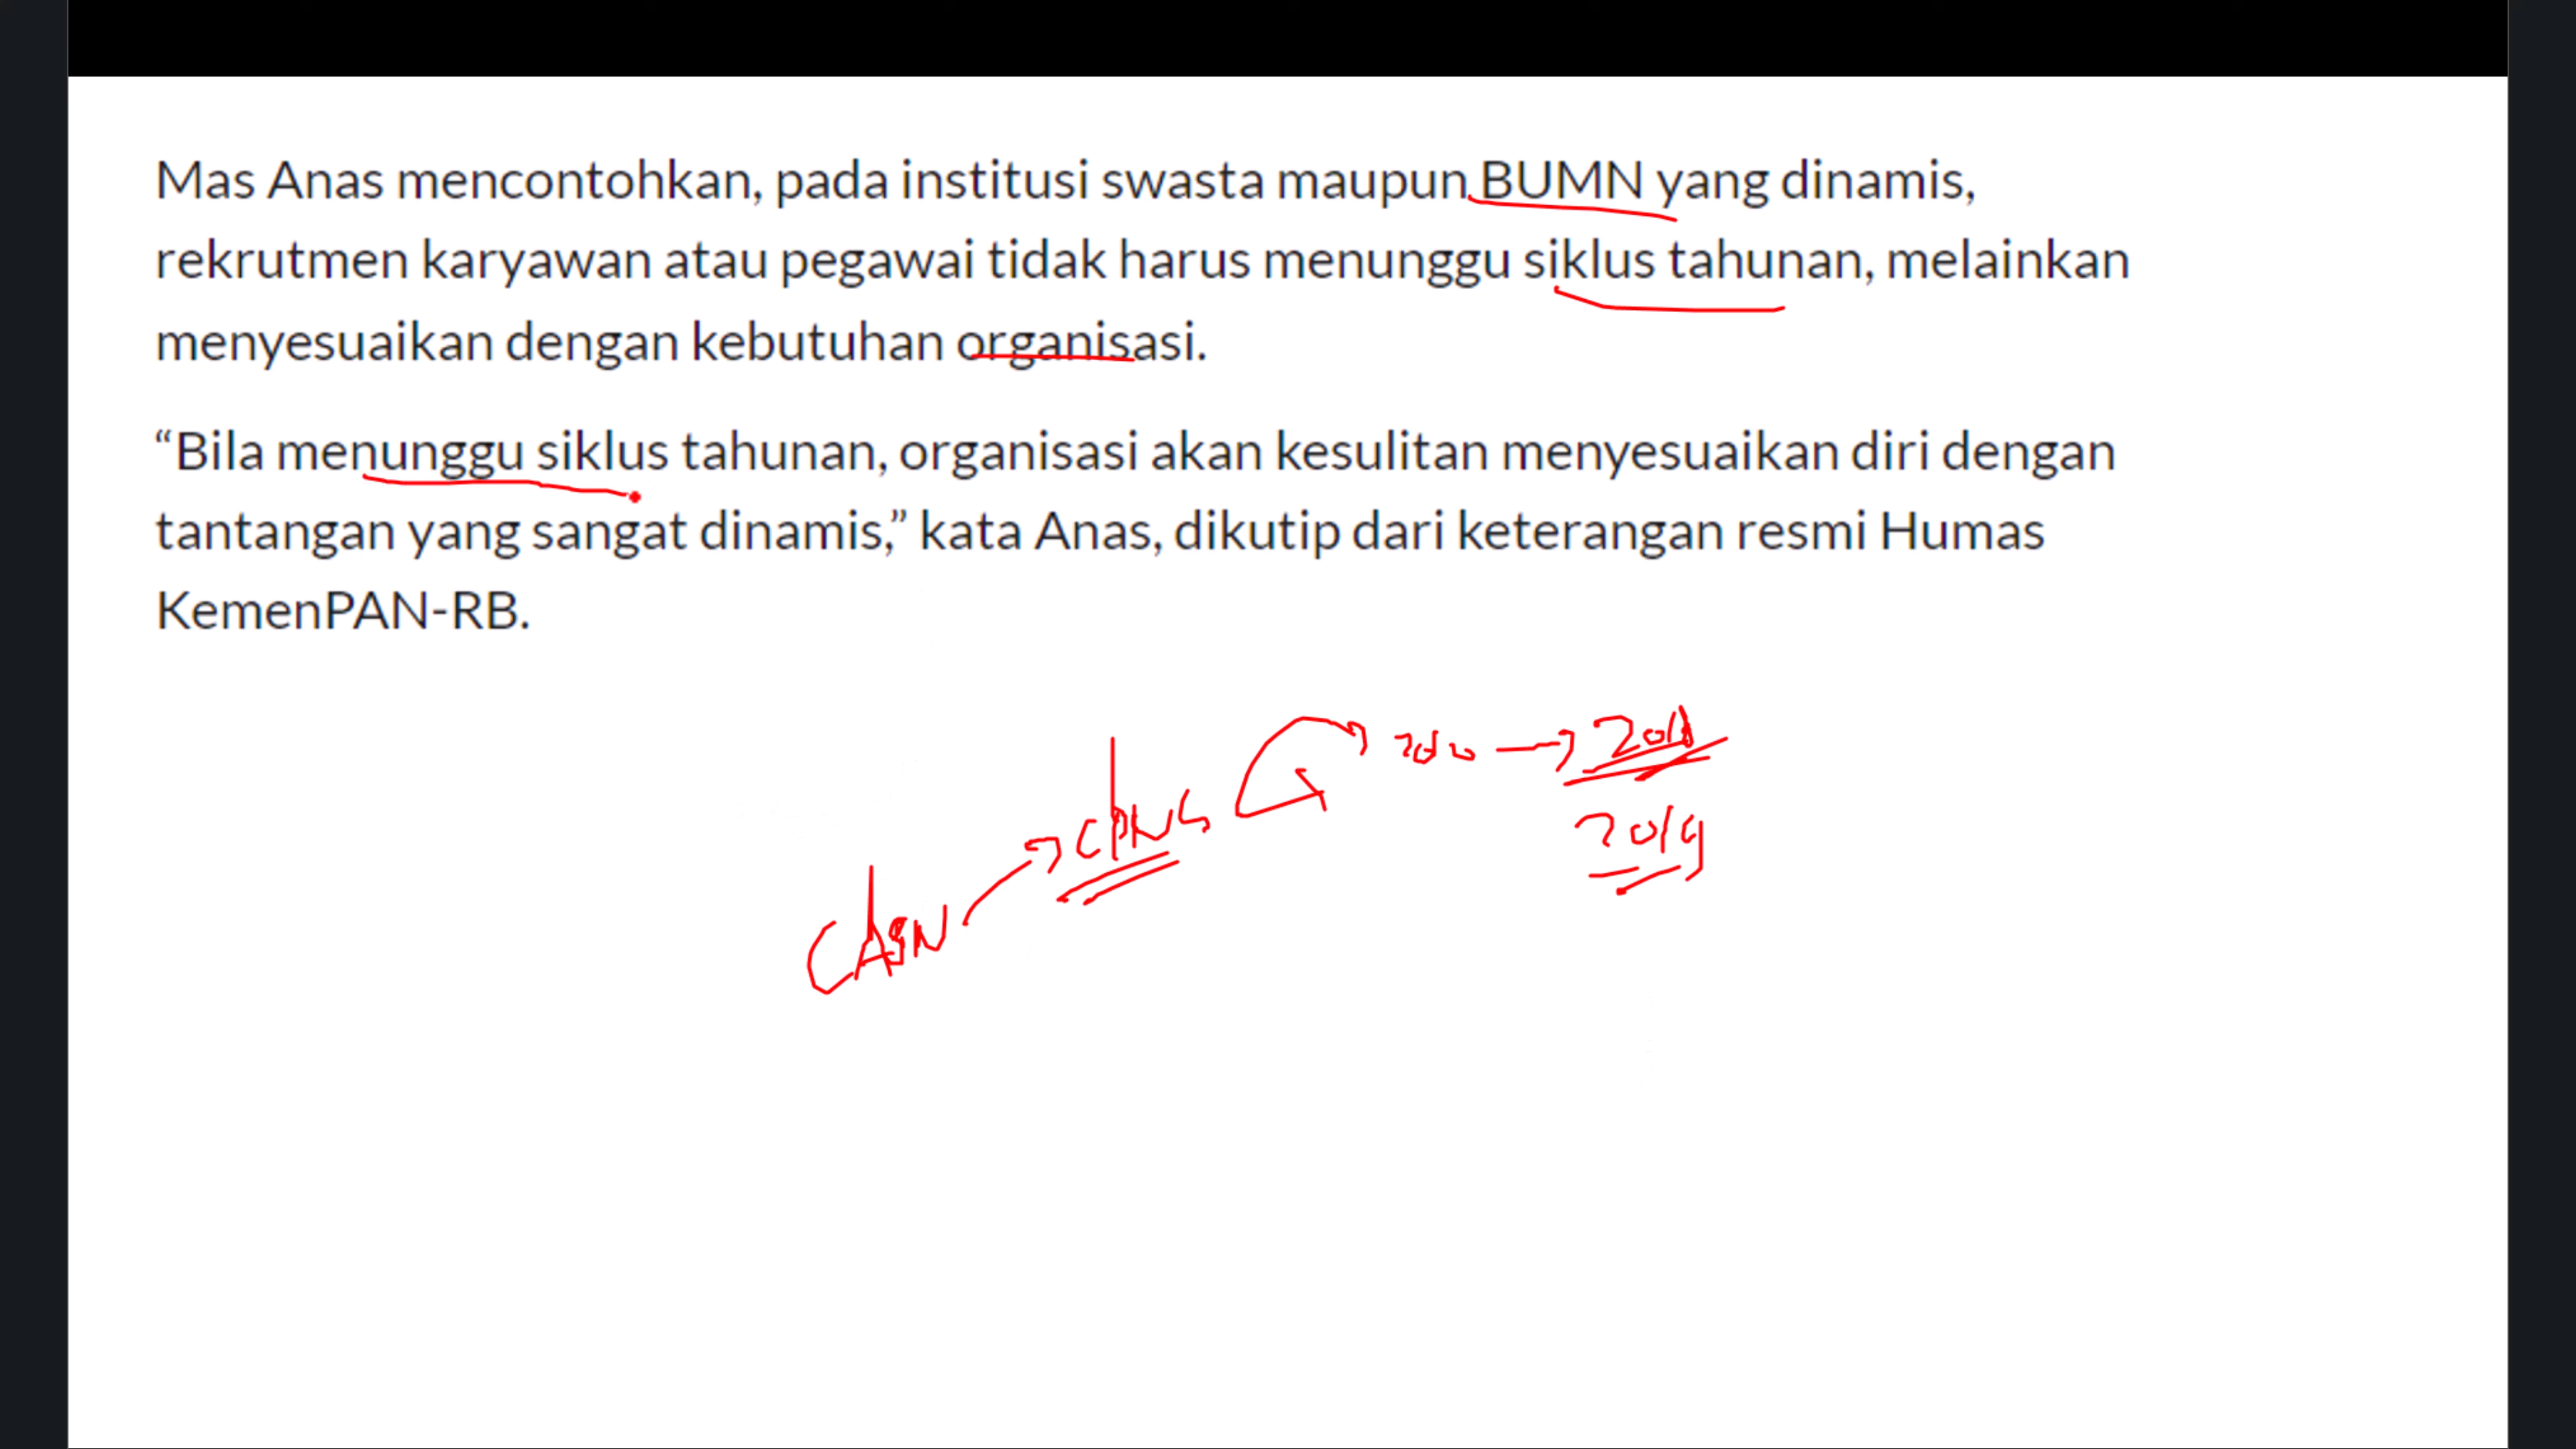 Mas Anas mencontohkan, pada institusi swasta maupun BUMN yang dinamis,
rekrutmen karyawan atau pegawai tidak harus menunggu siklus tahunan, melainkan
menyesuaikan dengan kebutuhan organisasi.
“Bila menunggu siklus tahunan, organisasi akan kesulitan menyesuaikan diri dengan
tantangan yang sangat dinamis,” kata Anas, dikutip dari keterangan resmi Humas
KemenPAN-RB.
2019
CPNS
CASN